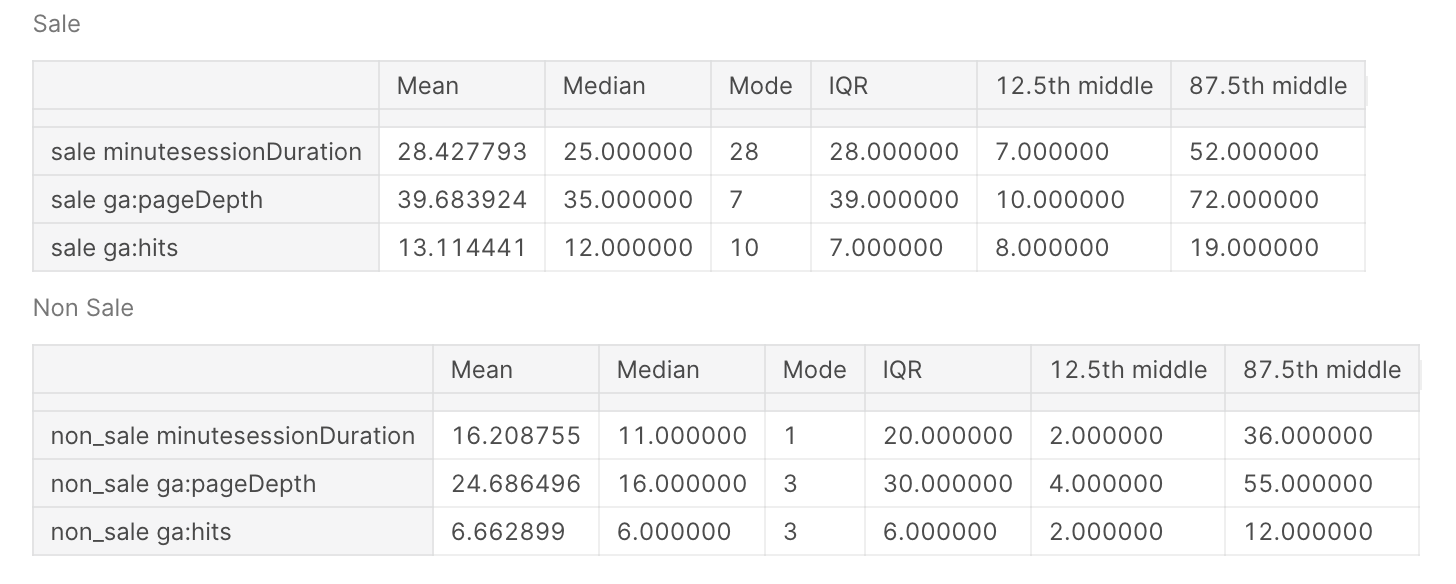 Sale
Mean Median Mode IQR 12.5th middle 87.5th middle
sale minutesessionDuration 28.427793 25.000000 28 28.000000 7.000000 52.000000
sale ga:pageDepth 39.683924 35.000000 7 39.000000 10.000000 72.000000
sale ga:hits 13.114441 12.000000 10 7.000000 8.000000 19.000000
Non Sale
Mean Median Mode IQR 12.5th middle 87.5th middle
non_sale minutesessionDuration 16.208755 11.000000 1 20.000000 2.000000 36.000000
non_sale ga:pageDepth 24.686496 16.000000 3 30.000000 4.000000 55.000000
non_sale ga:hits 6.662899 6.000000 3 6.000000 2.000000 12.000000